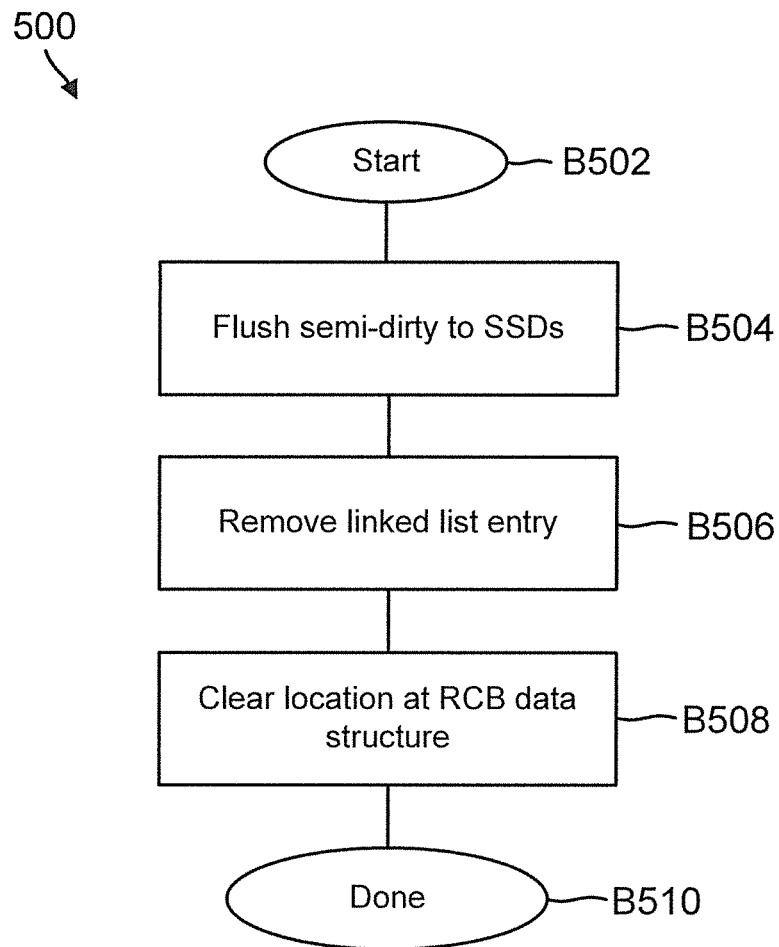 500
Start
B502
Flush semi-dirty to SSDs
B504
Remove linked list entry
B506
Clear location at RCB data
structure
B508
Done
B510